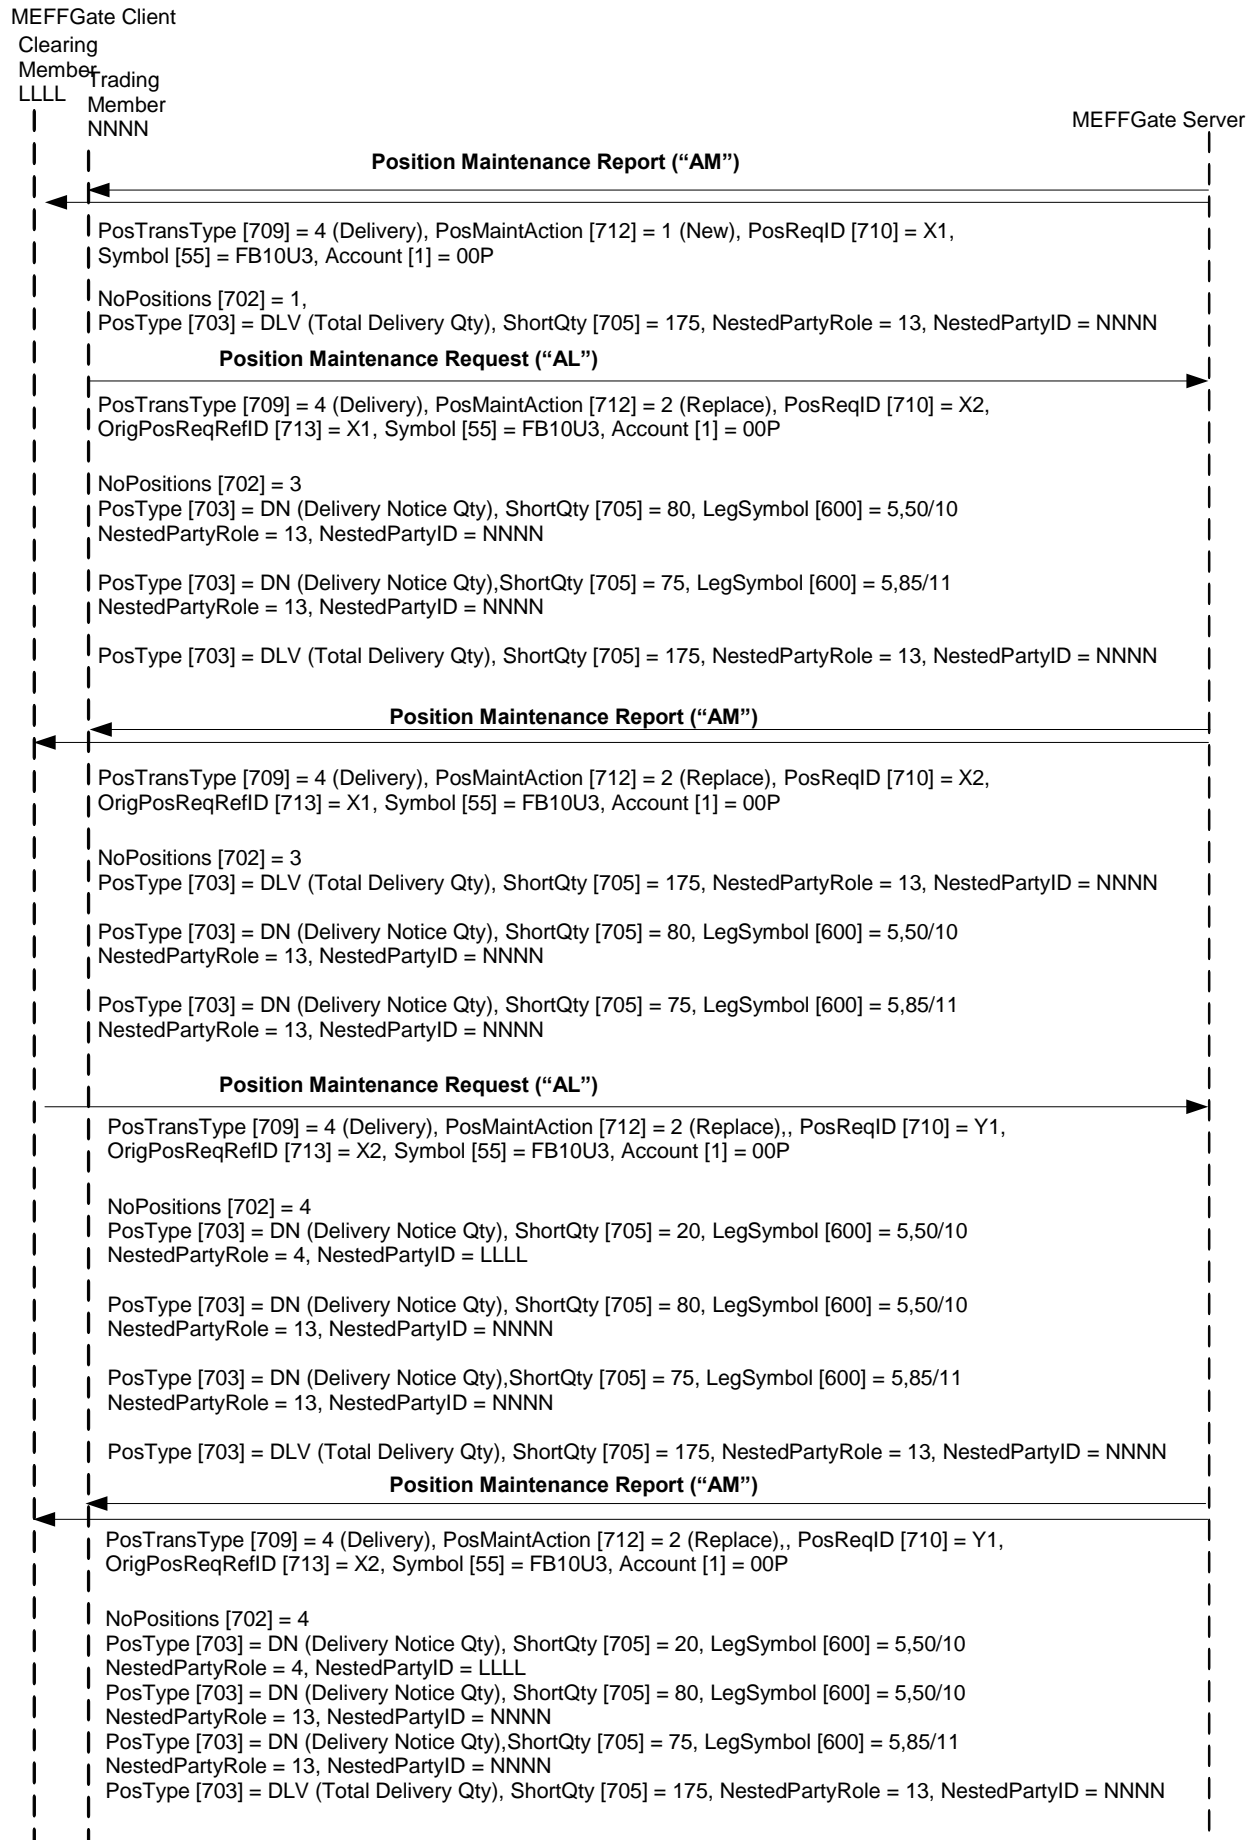 MEFFGate Client
Clearing
Member
LLLL
Trading
Member
NNNN
MEFFGate Server
Position Maintenance Report (“AM”)
PosTransType [709] = 4 (Delivery), PosMaintAction [712] = 1 (New), PosReqID [710] = X1,
Symbol [55] = FB10U3, Account [1] = 00P
NoPositions [702] = 1,
PosType [703] = DLV (Total Delivery Qty), ShortQty [705] = 175, NestedPartyRole = 13, NestedPartyID = NNNN
Position Maintenance Request (“AL”)
PosTransType [709] = 4 (Delivery), PosMaintAction [712] = 2 (Replace), PosReqID [710] = X2,
OrigPosReqRefID [713] = X1, Symbol [55] = FB10U3, Account [1] = 00P
NoPositions [702] = 3
PosType [703] = DN (Delivery Notice Qty), ShortQty [705] = 80, LegSymbol [600] = 5,50/10
NestedPartyRole = 13, NestedPartyID = NNNN
PosType [703] = DN (Delivery Notice Qty),ShortQty [705] = 75, LegSymbol [600] = 5,85/11
NestedPartyRole = 13, NestedPartyID = NNNN
PosType [703] = DLV (Total Delivery Qty), ShortQty [705] = 175, NestedPartyRole = 13, NestedPartyID = NNNN
Position Maintenance Report (“AM”)
PosTransType [709] = 4 (Delivery), PosMaintAction [712] = 2 (Replace), PosReqID [710] = X2,
OrigPosReqRefID [713] = X1, Symbol [55] = FB10U3, Account [1] = 00P
NoPositions [702] = 3
PosType [703] = DLV (Total Delivery Qty), ShortQty [705] = 175, NestedPartyRole = 13, NestedPartyID = NNNN
PosType [703] = DN (Delivery Notice Qty), ShortQty [705] = 80, LegSymbol [600] = 5,50/10
NestedPartyRole = 13, NestedPartyID = NNNN
PosType [703] = DN (Delivery Notice Qty), ShortQty [705] = 75, LegSymbol [600] = 5,85/11
NestedPartyRole = 13, NestedPartyID = NNNN
Position Maintenance Request (“AL”)
PosTransType [709] = 4 (Delivery), PosMaintAction [712] = 2 (Replace),, PosReqID [710] = Y1,
OrigPosReqRefID [713] = X2, Symbol [55] = FB10U3, Account [1] = 00P
NoPositions [702] = 4
PosType [703] = DN (Delivery Notice Qty), ShortQty [705] = 20, LegSymbol [600] = 5,50/10
NestedPartyRole = 4, NestedPartyID = LLLL
PosType [703] = DN (Delivery Notice Qty), ShortQty [705] = 80, LegSymbol [600] = 5,50/10
NestedPartyRole = 13, NestedPartyID = NNNN
PosType [703] = DN (Delivery Notice Qty),ShortQty [705] = 75, LegSymbol [600] = 5,85/11
NestedPartyRole = 13, NestedPartyID = NNNN
PosType [703] = DLV (Total Delivery Qty), ShortQty [705] = 175, NestedPartyRole = 13, NestedPartyID = NNNN
Position Maintenance Report (“AM”)
PosTransType [709] = 4 (Delivery), PosMaintAction [712] = 2 (Replace),, PosReqID [710] = Y1,
OrigPosReqRefID [713] = X2, Symbol [55] = FB10U3, Account [1] = 00P
NoPositions [702] = 4
PosType [703] = DN (Delivery Notice Qty), ShortQty [705] = 20, LegSymbol [600] = 5,50/10
NestedPartyRole = 4, NestedPartyID = LLLL
PosType [703] = DN (Delivery Notice Qty), ShortQty [705] = 80, LegSymbol [600] = 5,50/10
NestedPartyRole = 13, NestedPartyID = NNNN
PosType [703] = DN (Delivery Notice Qty),ShortQty [705] = 75, LegSymbol [600] = 5,85/11
NestedPartyRole = 13, NestedPartyID = NNNN
PosType [703] = DLV (Total Delivery Qty), ShortQty [705] = 175, NestedPartyRole = 13, NestedPartyID = NNNN